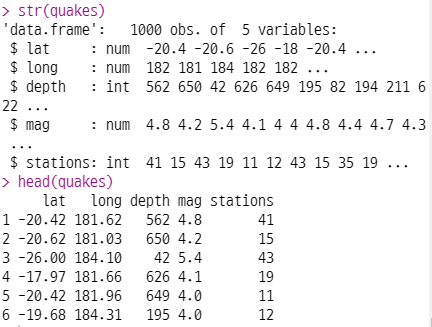 > str(quakes)
'data.frame':   1000 obs. of  5 variables:
 $ lat     : num  -20.4 -20.6 -26 -18 -20.4 ...
 $ long    : num  182 181 184 182 182 ...
 $ depth   : int  562 650 42 626 649 195 82 194 211 6
22 ...
 $ mag     : num  4.8 4.2 5.4 4.1 4 4 4.8 4.4 4.7 4.3
 ...
 $ stations: int  41 15 43 19 11 12 43 15 35 19 ...
> head(quakes)
     lat   long depth mag stations
1 -20.42 181.62   562 4.8       41
2 -20.62 181.03   650 4.2       15
3 -26.00 184.10    42 5.4       43
4 -17.97 181.66   626 4.1       19
5 -20.42 181.96   649 4.0       11
6 -19.68 184.31   195 4.0       12